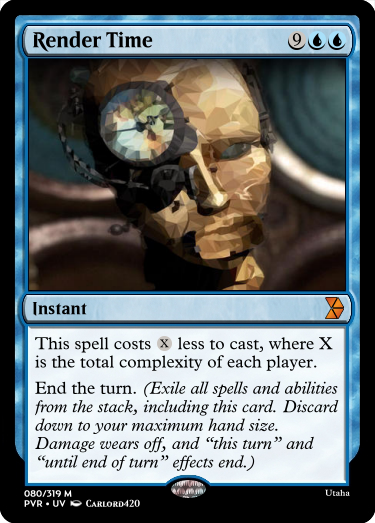 Render Time 9
Instant
This spell costs X less to cast, where X
is the total complexity of each player.
End the turn. (Exile all spells and abilities
from the stack, including this card. Discard
down to your maximum hand size.
Damage wears off, and “this turn” and
“until end of turn” effects end.)
080/319 M
Utaha
PVR • UV Carlord420